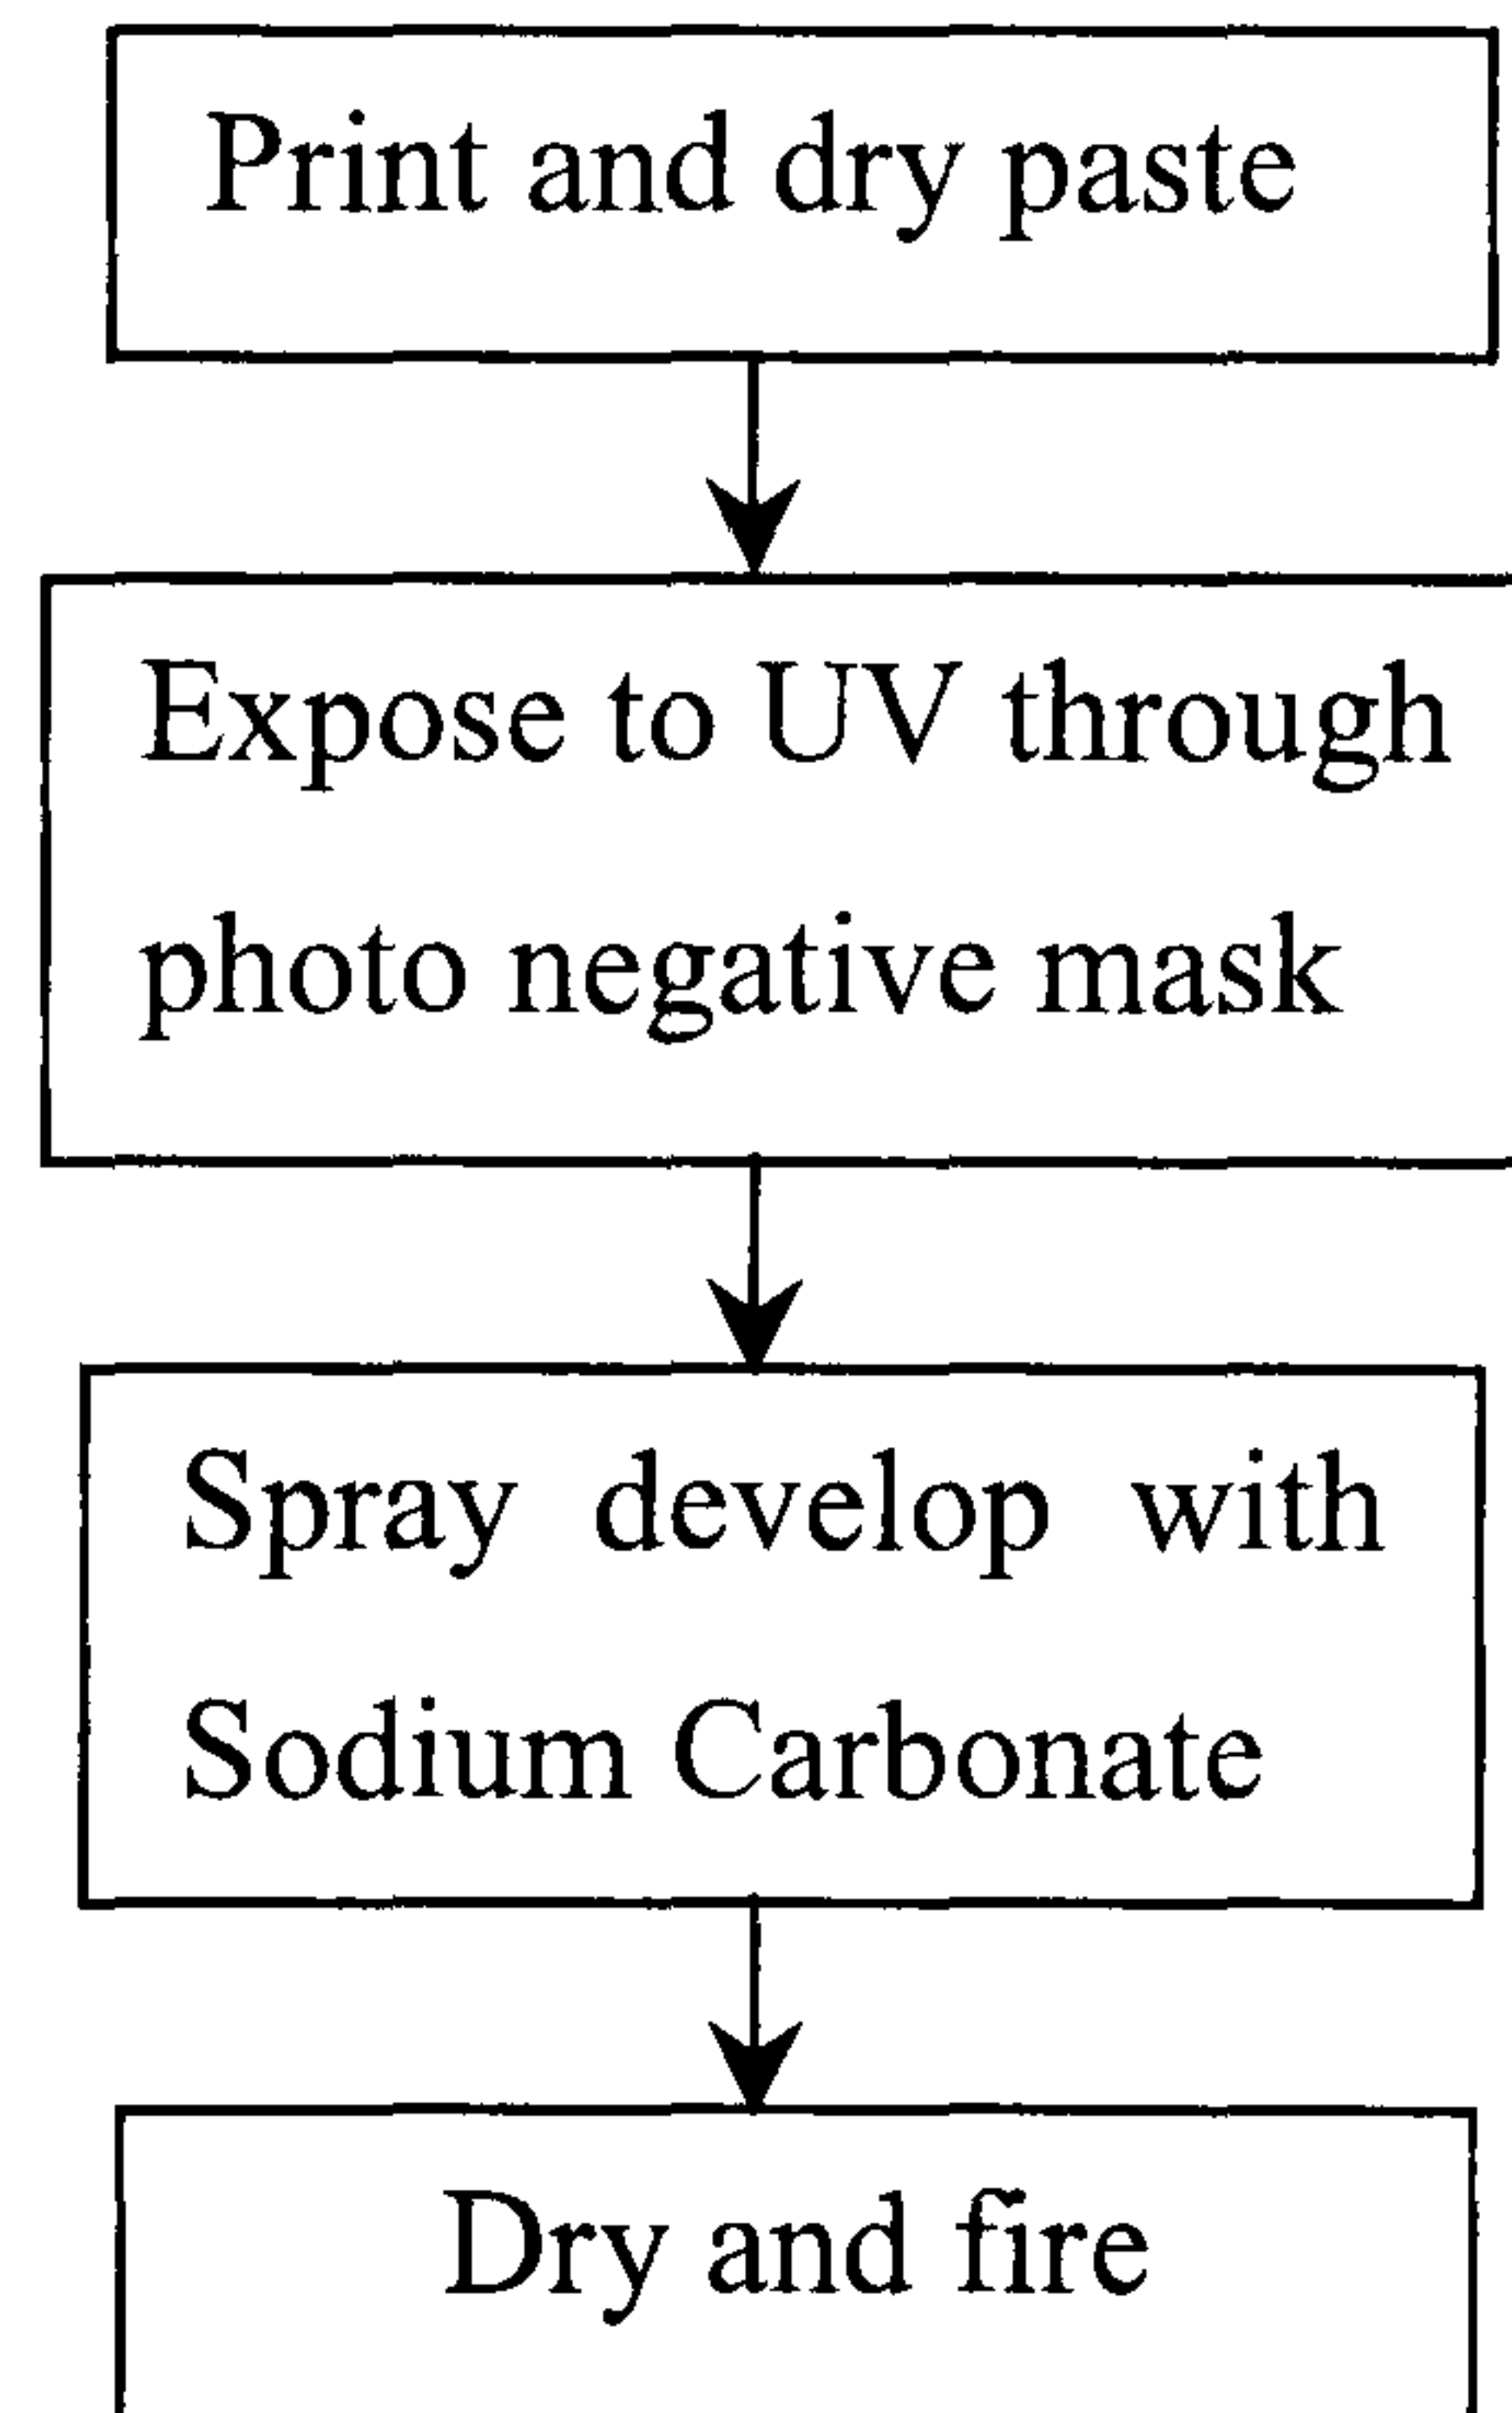 Print and dry paste
Expose to UV through
photo negative mask
Spray develop with
Sodium Carbonate
Dry and fire